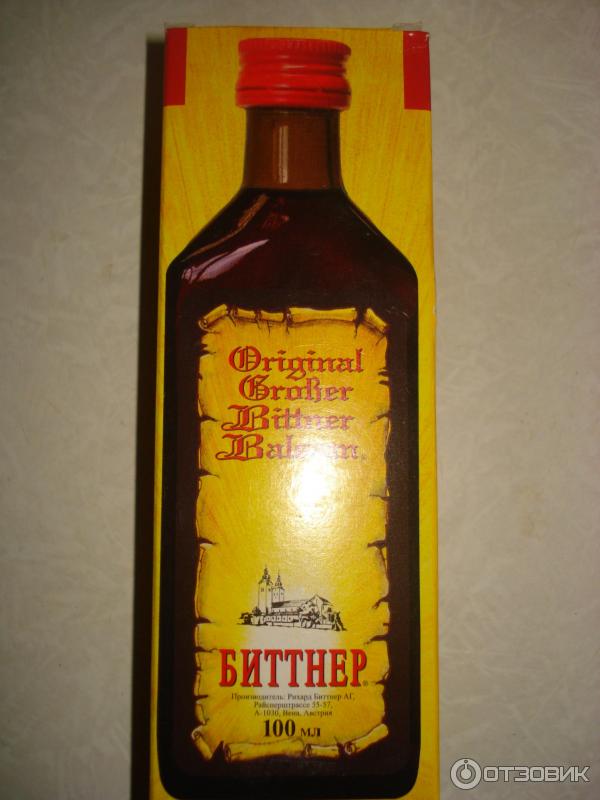 Original
Großer
Bittner
Balsam®
БИТТНЕР®
Производитель: Рихард Биттнер АГ,
Райснерштрассе 55-57,
А-1030, Вена, Австрия
100 мл
ОТЗОВИК